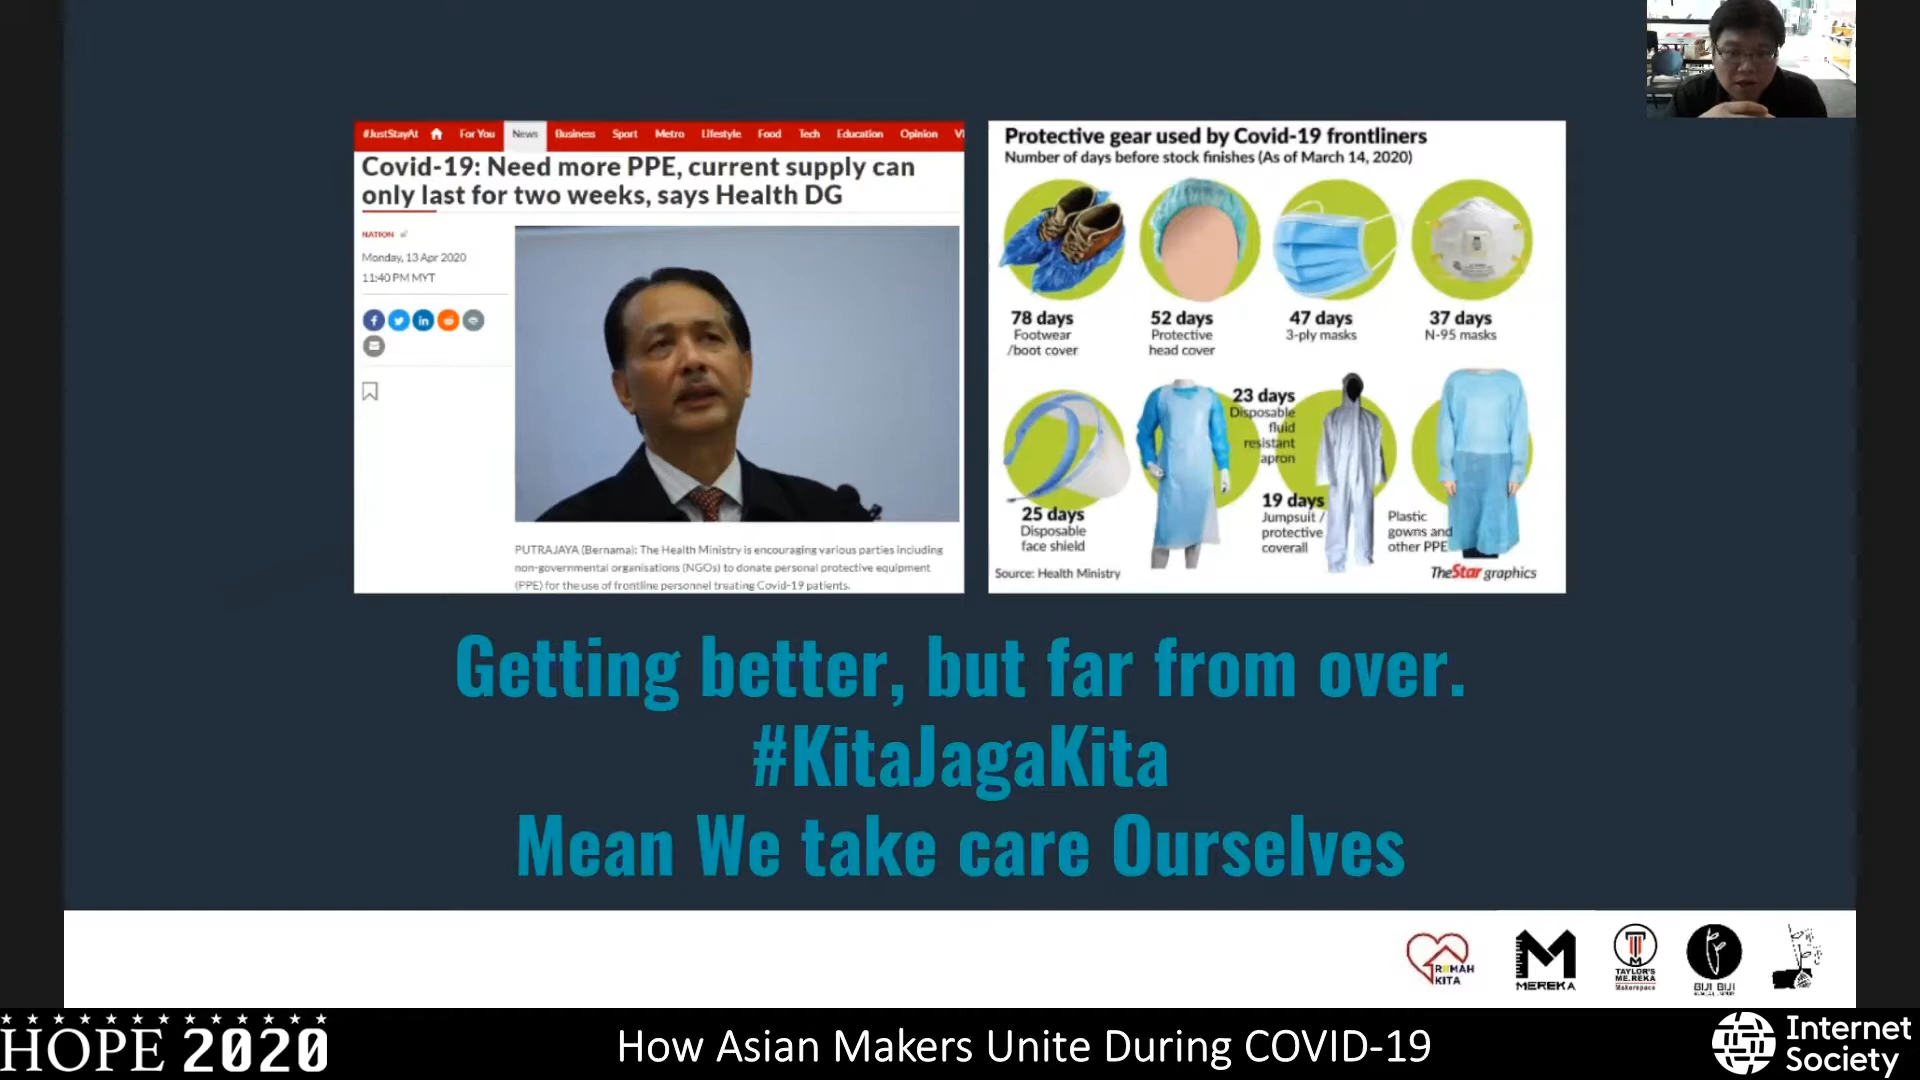 #JustStayAt For You News Business Sport Metro Lifestyle Food Tech Education Opinion
Covid-19: Need more PPE, current supply can
only last for two weeks, says Health DG
NATION
Monday, 13 Apr 2020
11:40 PM MYT
PUTRAJAYA (Bernama): The Health Ministry is encouraging various parties including
non-governmental organisations (NGOs) to donate personal protective equipment
(PPE) for the use of frontline personnel treating Covid-19 patients.
Protective gear used by Covid-19 frontliners
Number of days before stock finishes (As of March 14, 2020)
78 days
Footwear
/boot cover
52 days
Protective
head cover
47 days
3-ply masks
37 days
N-95 masks
25 days
Disposable
face shield
23 days
Disposable
fluid
resistant
apron
19 days
Jumpsuit /
protective
coverall
Plastic
gowns and
other PPE
Source: Health Ministry
TheStar graphics
Getting better, but far from over.
#KitaJagaKita
Mean We take care Ourselves
RUMAH
KITA
MEREKA
TAYLOR'S
ME.REKA
Makerspace
BIJI BIJI
HOPE 2020
How Asian Makers Unite During COVID-19
Internet
Society